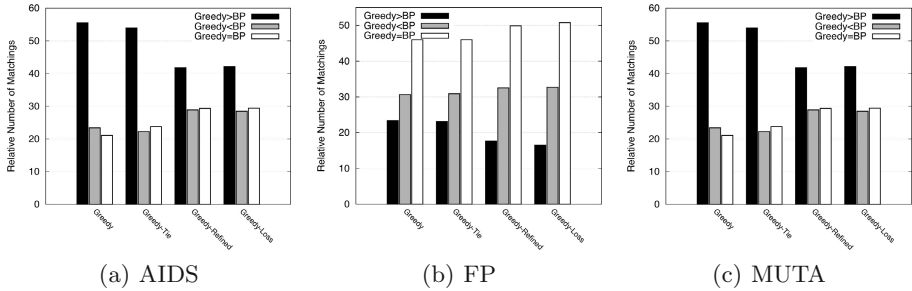 Relative Number of Matchings
60
50
40
30
20
10
0
Greedy>BP
Greedy<BP
Greedy=BP
Greedy
Greedy-Tie
Greedy-Refined
Greedy-Loss
(a) AIDS
Relative Number of Matchings
50
40
30
20
10
0
Greedy>BP
Greedy<BP
Greedy=BP
Greedy
Greedy-Tie
Greedy-Refined
Greedy-Loss
(b) FP
Relative Number of Matchings
60
50
40
30
20
10
0
Greedy>BP
Greedy<BP
Greedy=BP
Greedy
Greedy-Tie
Greedy-Refined
Greedy-Loss
(c) MUTA